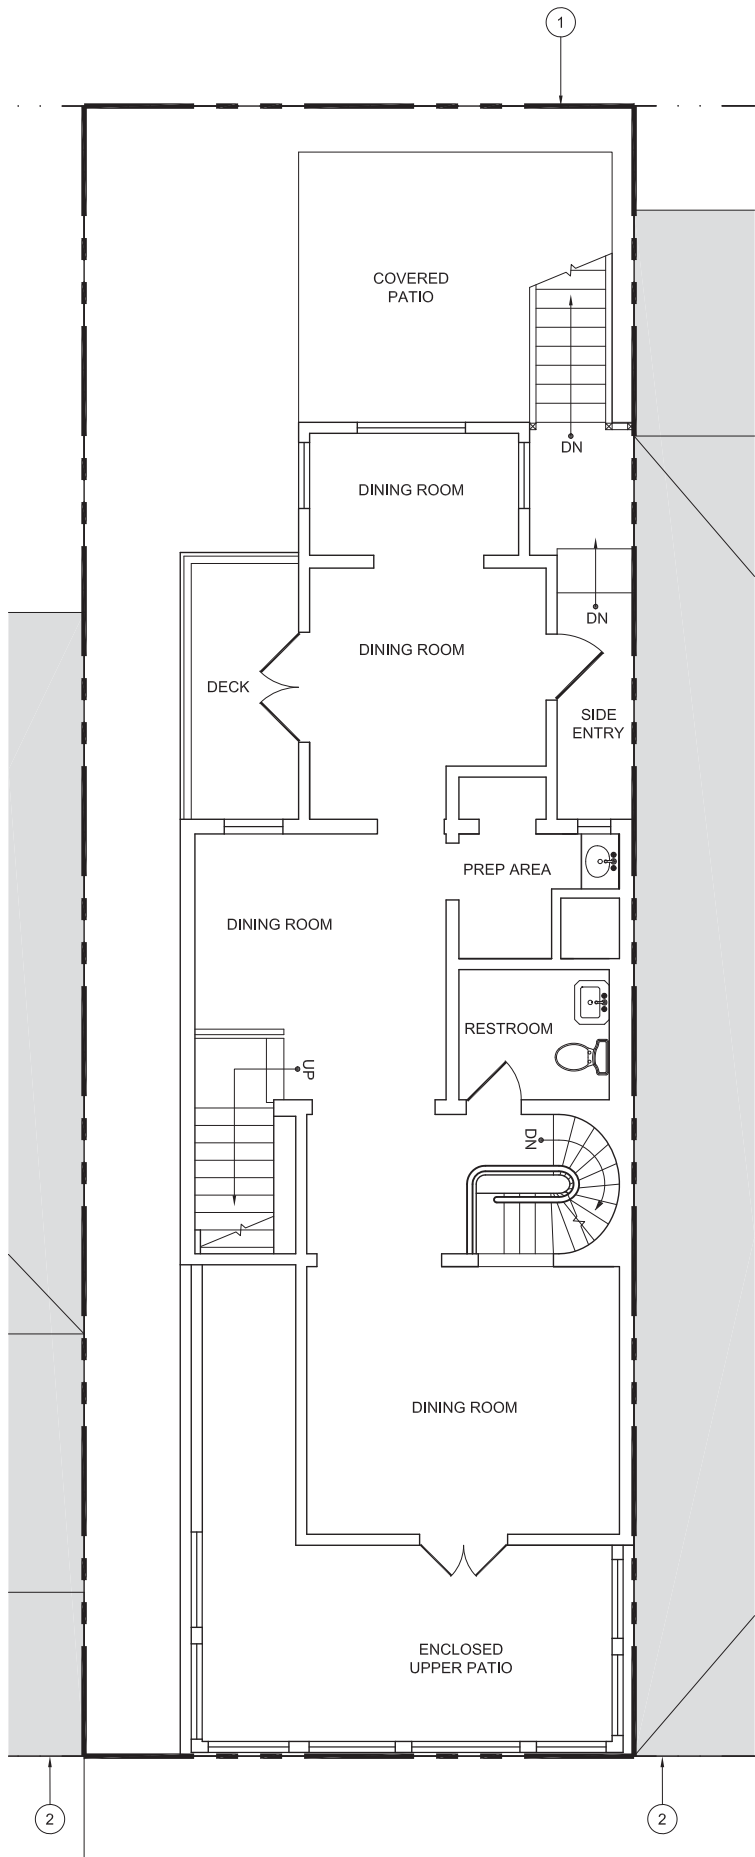 1
COVERED
PATIO
DN
DINING ROOM
DN
DINING ROOM
DECK
SIDE
ENTRY
PREP AREA
DINING ROOM
RESTROOM
UP
DN
DINING ROOM
ENCLOSED
UPPER PATIO
2
2